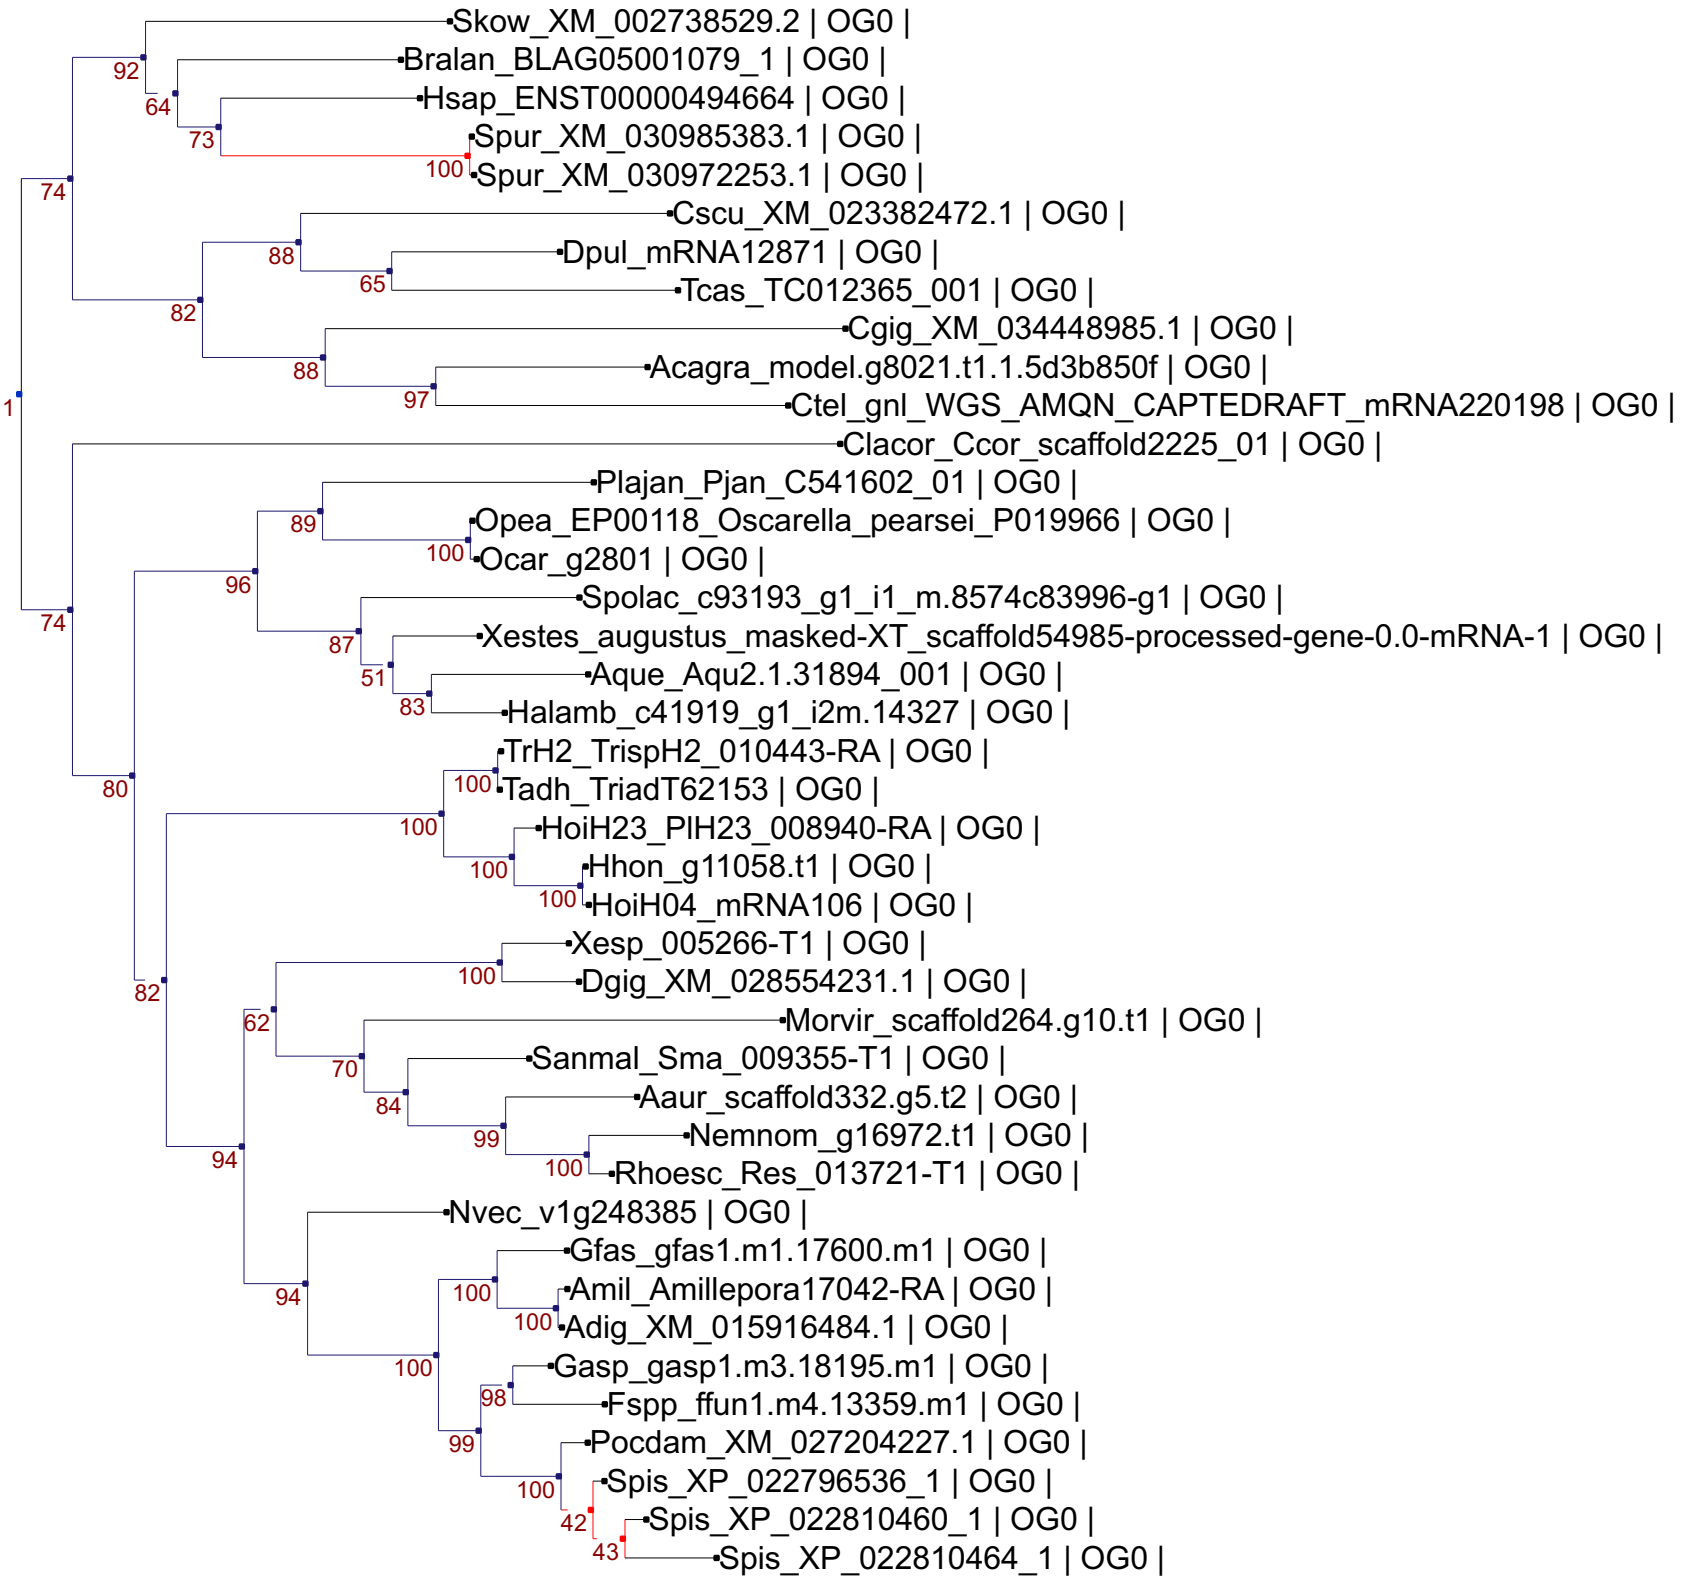 Skow_XM_002738529.2 | OG0 |
92
Bralan_BLAG05001079_1 | OG0 |
64
Hsap_ENST00000494664 | OG0 |
73
Spur_XM_030985383.1 | OG0 |
100
Spur_XM_030972253.1 | OG0 |
74
Cscu_XM_023382472.1 | OG0 |
88
Dpul_mRNA12871 | OG0 |
65
Tcas_TC012365_001 | OG0 |
82
Cgig_XM_034448985.1 | OG0 |
88
Acagra_model.g8021.t1.1.5d3b850f | OG0 |
97
Ctel_gnl_WGS_AMQN_CAPTEDRAFT_mRNA220198 | OG0 |
1
Clacor_Ccor_scaffold2225_01 | OG0 |
Plajan_Pjan_C541602_01 | OG0 |
89
Opea_EP00118_Oscarella_pearsei_P019966 | OG0 |
100
Ocar_g2801 | OG0 |
96
Spolac_c93193_g1_i1_m.8574c83996-g1 | OG0 |
74
87
Xestes_augustus_masked-XT_scaffold54985-processed-gene-0.0-mRNA-1 | OG0 |
51
Aque_Aqu2.1.31894_001 | OG0 |
83
Halamb_c41919_g1_i2m.14327 | OG0 |
TrH2_TrispH2_010443-RA | OG0 |
100
Tadh_TriadT62153 | OG0 |
80
100
HoiH23_PlH23_008940-RA | OG0 |
100
Hhon_g11058.t1 | OG0 |
100
HoiH04_mRNA106 | OG0 |
Xesp_005266-T1 | OG0 |
100
Dgig_XM_028554231.1 | OG0 |
82
62
Morvir_scaffold264.g10.t1 | OG0 |
70
Sanmal_Sma_009355-T1 | OG0 |
84
Aaur_scaffold332.g5.t2 | OG0 |
99
Nemnom_g16972.t1 | OG0 |
94
100
Rhoesc_Res_013721-T1 | OG0 |
Nvec_v1g248385 | OG0 |
Gfas_gfas1.m1.17600.m1 | OG0 |
94
100
Amil_Amillepora17042-RA | OG0 |
100
Adig_XM_015916484.1 | OG0 |
100
Gasp_gasp1.m3.18195.m1 | OG0 |
98
Fspp_ffun1.m4.13359.m1 | OG0 |
99
Pocdam_XM_027204227.1 | OG0 |
100
Spis_XP_022796536_1 | OG0 |
42
Spis_XP_022810460_1 | OG0 |
43
Spis_XP_022810464_1 | OG0 |